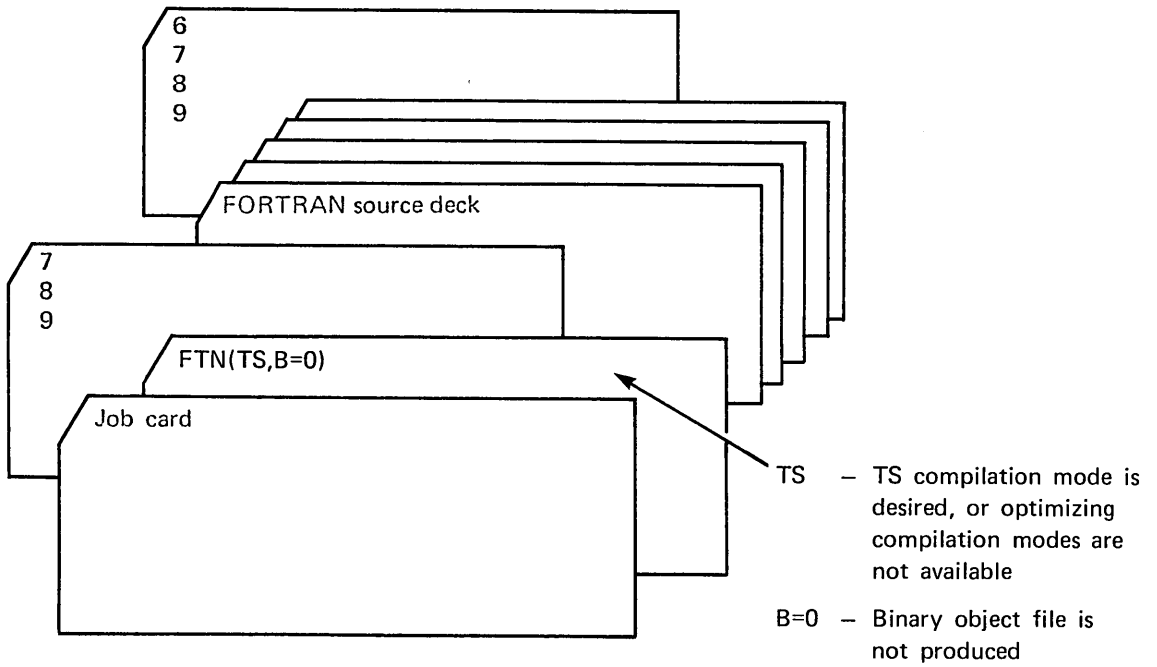 6
7
8
9
FORTRAN source deck
7
8
9
FTN(TS,B=0)
Job card
TS – TS compilation mode is
desired, or optimizing
compilation modes are
not available
B=0 – Binary object file is
not produced